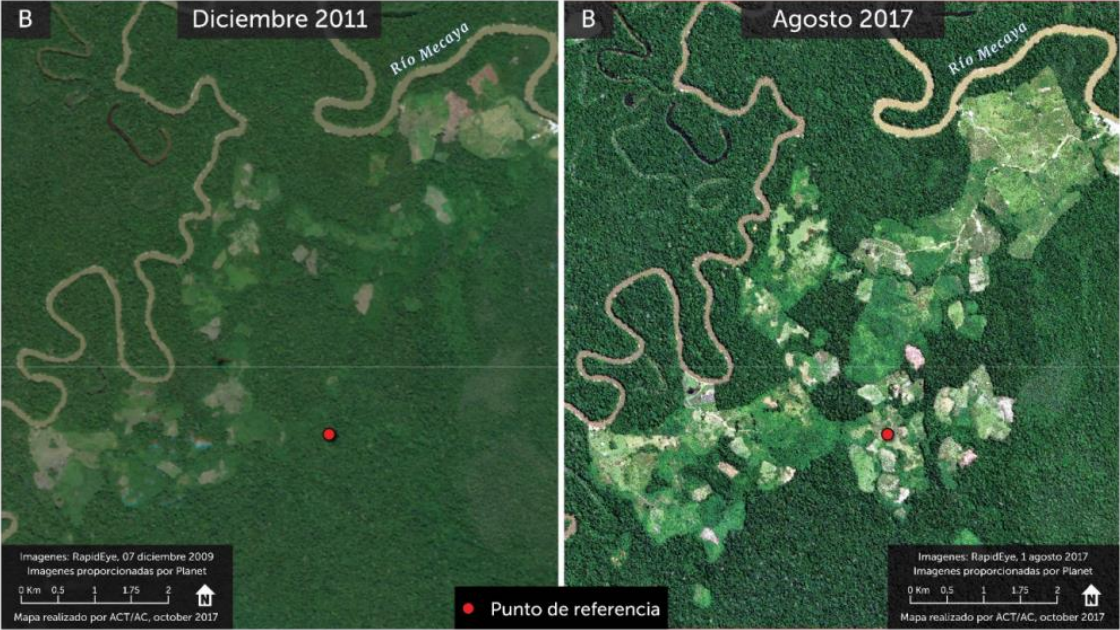 B
Diciembre 2011
Río Mecaya
Imagenes: RapidEye, 07 diciembre 2009
Imagenes proporcionadas por Planet
0 Km 0.5 1 1.75 2
N
Mapa realizado por ACT/AC, october 2017
B
Agosto 2017
Río Mecaya
Imagenes: RapidEye, 1 agosto 2017
Imagenes proporcionadas por Planet
0 Km 0.5 1 1.75 2
N
Mapa realizado por ACT/AC, october 2017
Punto de referencia